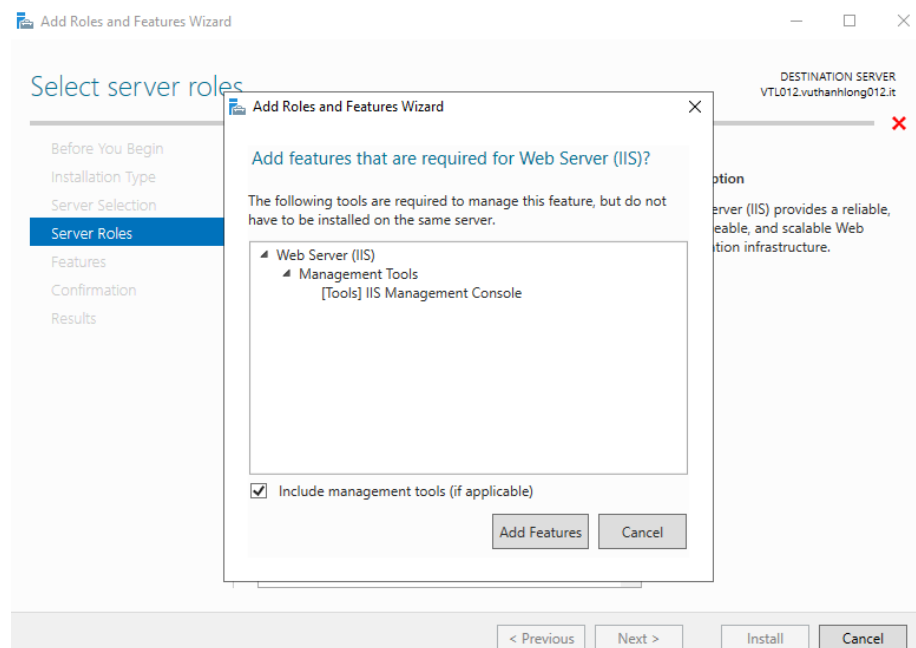 Add Roles and Features Wizard
Select server roles
DESTINATION SERVER
VTL012.vuthanhlong012.it
Before You Begin
Installation Type
Server Selection
Server Roles
Features
Confirmation
Results
Add Roles and Features Wizard
Add features that are required for Web Server (IIS)?
The following tools are required to manage this feature, but do not
have to be installed on the same server.
Web Server (IIS)
Management Tools
[Tools] IIS Management Console
Include management tools (if applicable)
Add Features
Cancel
ption
erver (IIS) provides a reliable,
eable, and scalable Web
tion infrastructure.
< Previous
Next >
Install
Cancel